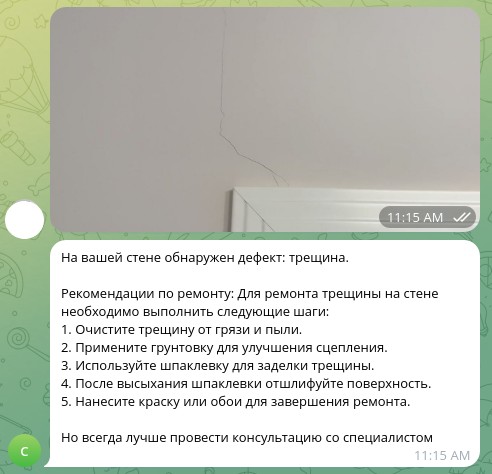 11:15 AM
На вашей стене обнаружен дефект: трещина.
Рекомендации по ремонту: Для ремонта трещины на стене
необходимо выполнить следующие шаги:
1. Очистите трещину от грязи и пыли.
2. Примените грунтовку для улучшения сцепления.
3. Используйте шпаклевку для заделки трещины.
4. После высыхания шпаклевки отшлифуйте поверхность.
5. Нанесите краску или обои для завершения ремонта.
Но всегда лучше провести консультацию со специалистом
11:15 AM
С